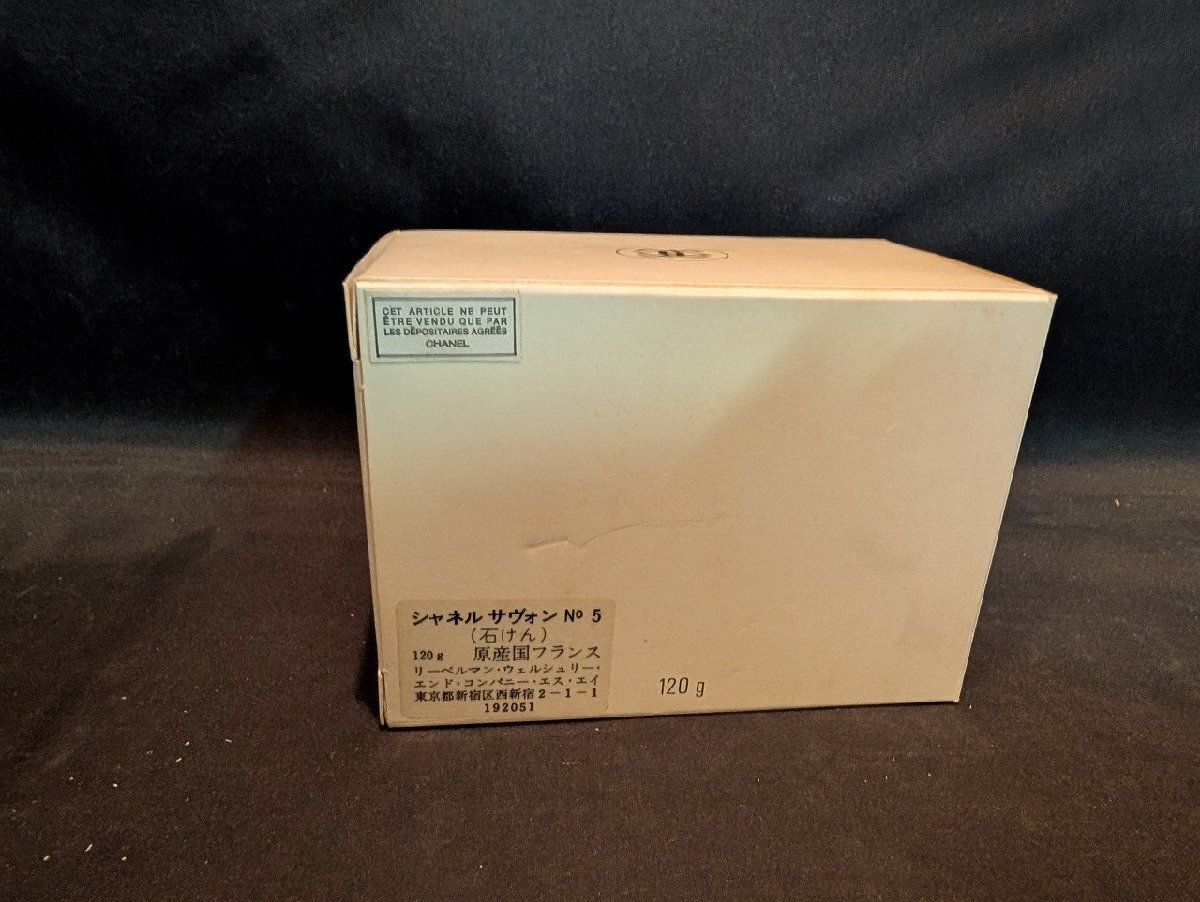 CET ARTICLE NE PEUT
ÊTRE VENDU QUE PAR
LES DÉPOSITAIRES AGRÉÉS
CHANEL
シャネル サヴォン Nº 5
(石けん)
120g 原産国フランス
リーベルマン・ウェルシュリー・
エンド・コンパニー・エス・エイ
東京都新宿区西新宿2-1-1
192051
120 g